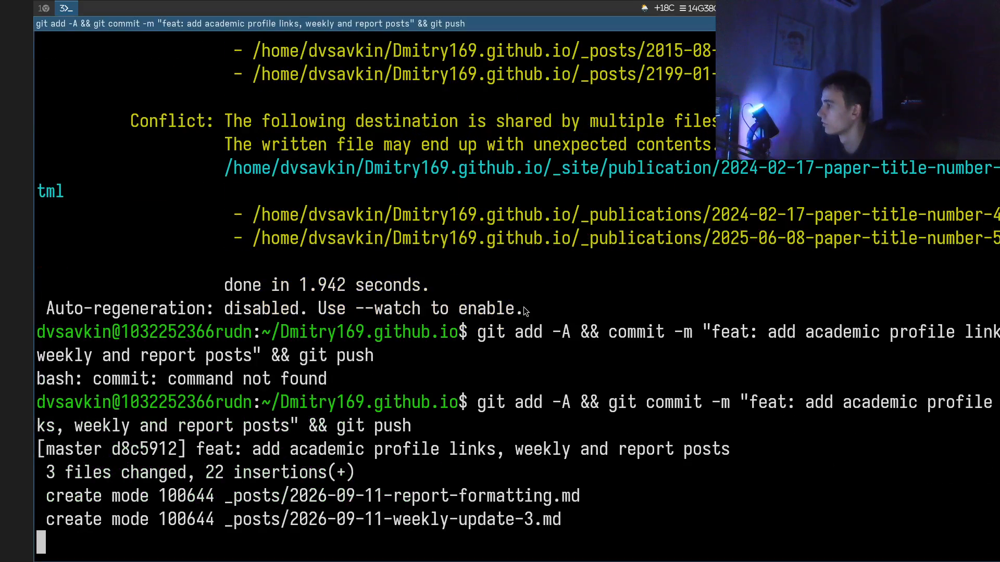 1
3
+18C
14G380
git add -A && git commit -m "feat: add academic profile links, weekly and report posts" && git push
- /home/dvsavkin/Dmitry169.github.io/_posts/2015-08-
- /home/dvsavkin/Dmitry169.github.io/_posts/2199-01-
Conflict: The following destination is shared by multiple files
The written file may end up with unexpected contents.
/home/dvsavkin/Dmitry169.github.io/_site/publication/2024-02-17-paper-title-number-
tml
- /home/dvsavkin/Dmitry169.github.io/_publications/2024-02-17-paper-title-number-4
- /home/dvsavkin/Dmitry169.github.io/_publications/2025-06-08-paper-title-number-5
done in 1.942 seconds.
Auto-regeneration: disabled. Use --watch to enable.
dvsavkin@1032252366rudn:~/Dmitry169.github.io$ git add -A && commit -m "feat: add academic profile link
weekly and report posts" && git push
bash: commit: command not found
dvsavkin@1032252366rudn:~/Dmitry169.github.io$ git add -A && git commit -m "feat: add academic profile
ks, weekly and report posts" && git push
[master d8c5912] feat: add academic profile links, weekly and report posts
3 files changed, 22 insertions(+)
create mode 100644 _posts/2026-09-11-report-formatting.md
create mode 100644 _posts/2026-09-11-weekly-update-3.md